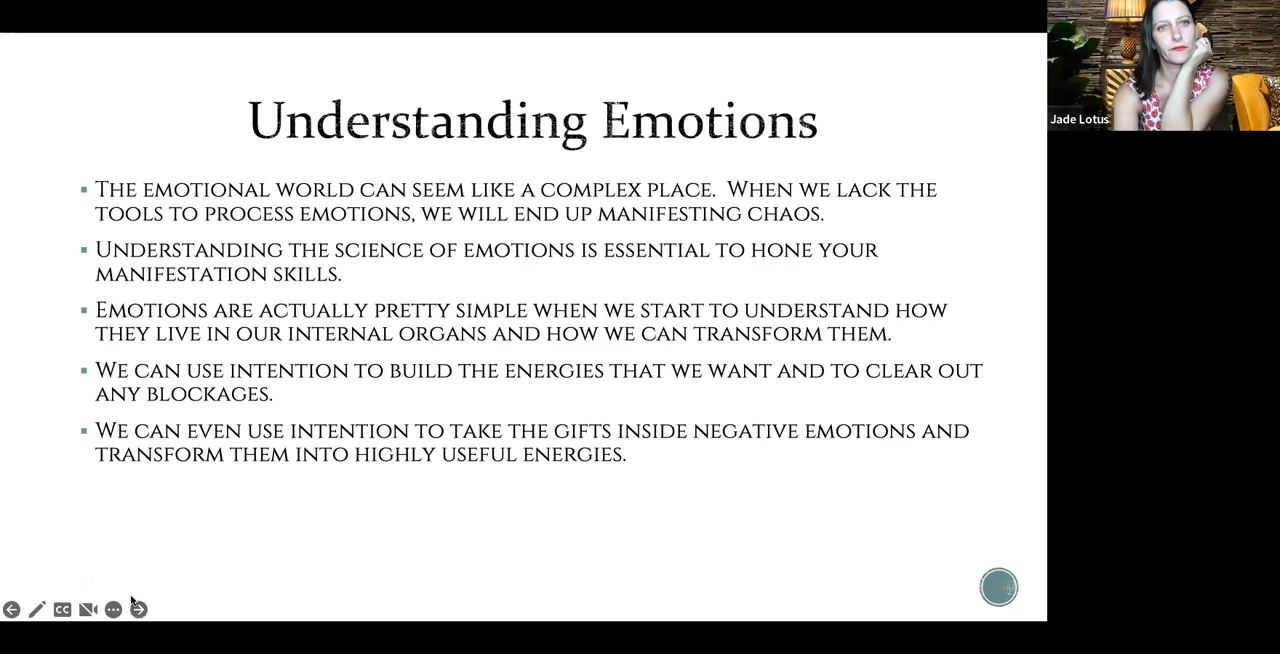 Understanding Emotions
The emotional world can seem like a complex place. When we lack the
tools to process emotions, we will end up manifesting chaos.
Understanding the science of emotions is essential to hone your
manifestation skills.
Emotions are actually pretty simple when we start to understand how
they live in our internal organs and how we can transform them.
We can use intention to build the energies that we want and to clear out
any blockages.
We can even use intention to take the gifts inside negative emotions and
transform them into highly useful energies.
Jade Lotus
CC